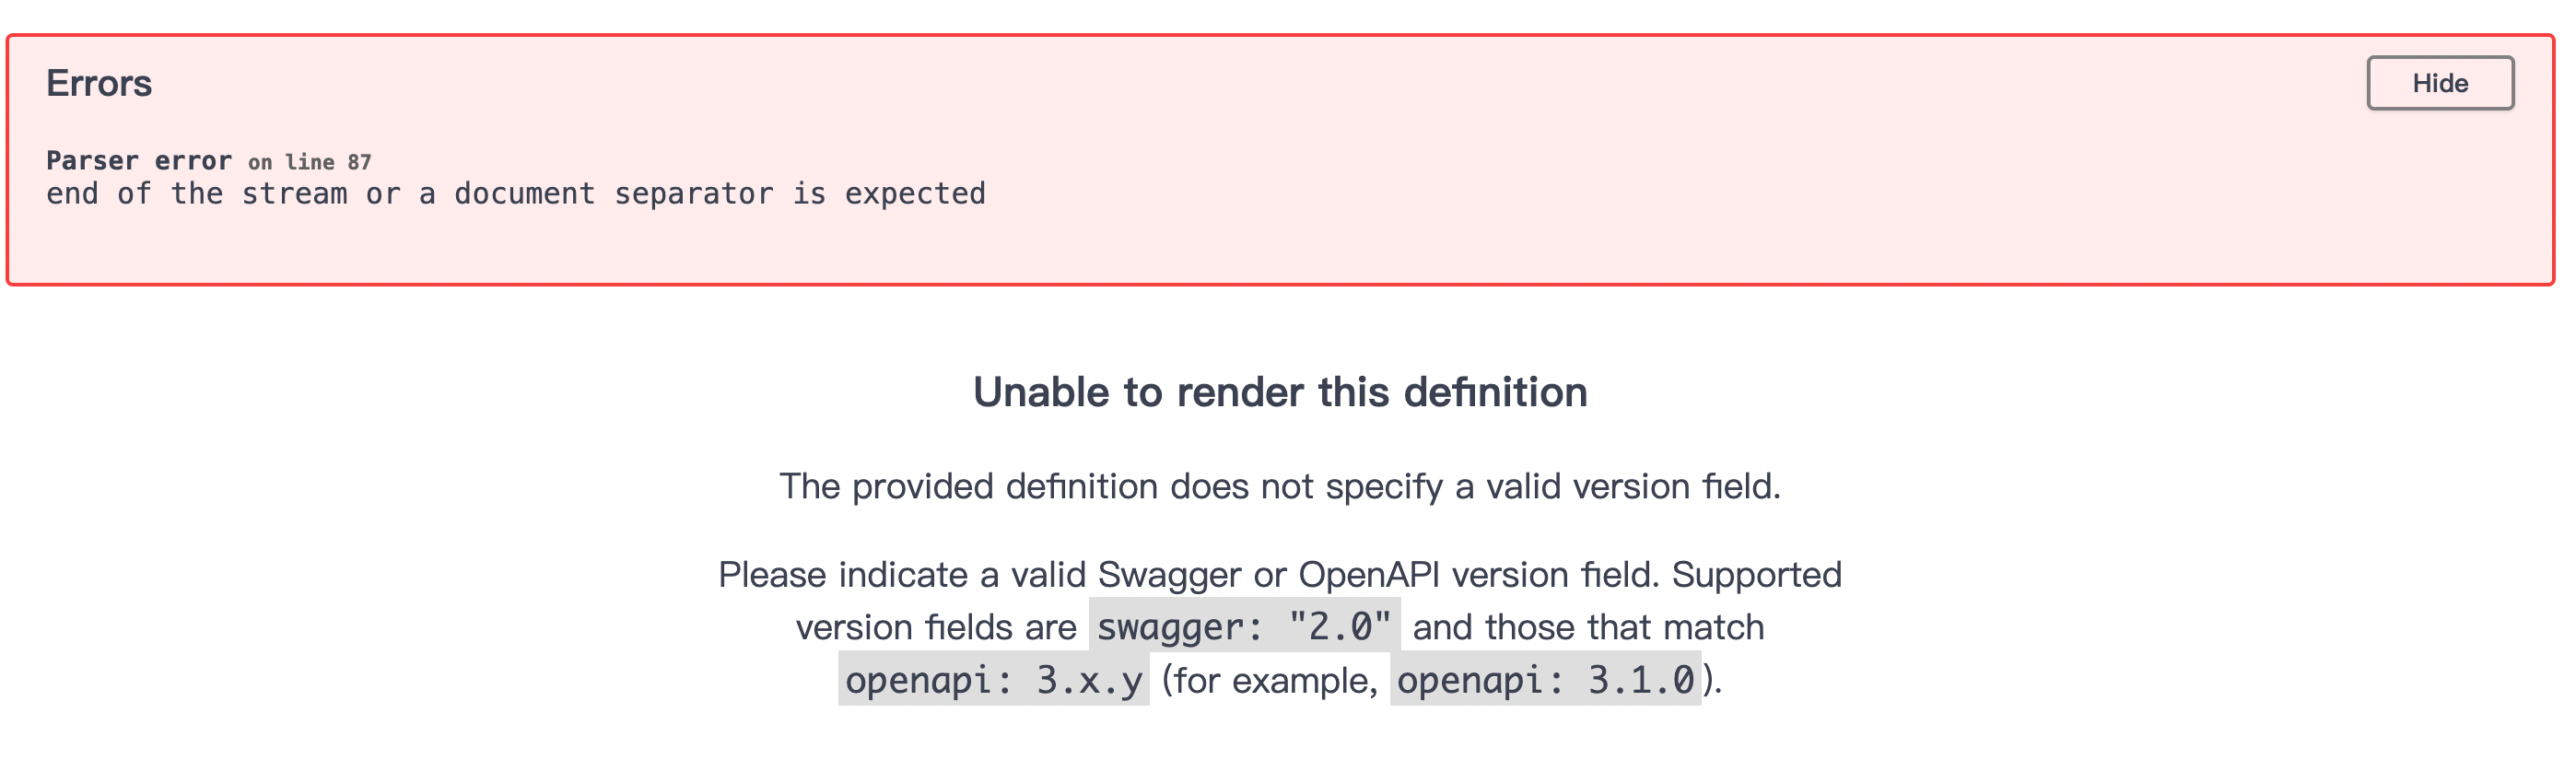 Errors
Hide
Parser error on line 87
end of the stream or a document separator is expected
Unable to render this definition
The provided definition does not specify a valid version field.
Please indicate a valid Swagger or OpenAPI version field. Supported
version fields are swagger: "2.0" and those that match
openapi: 3.x.y (for example, openapi: 3.1.0).